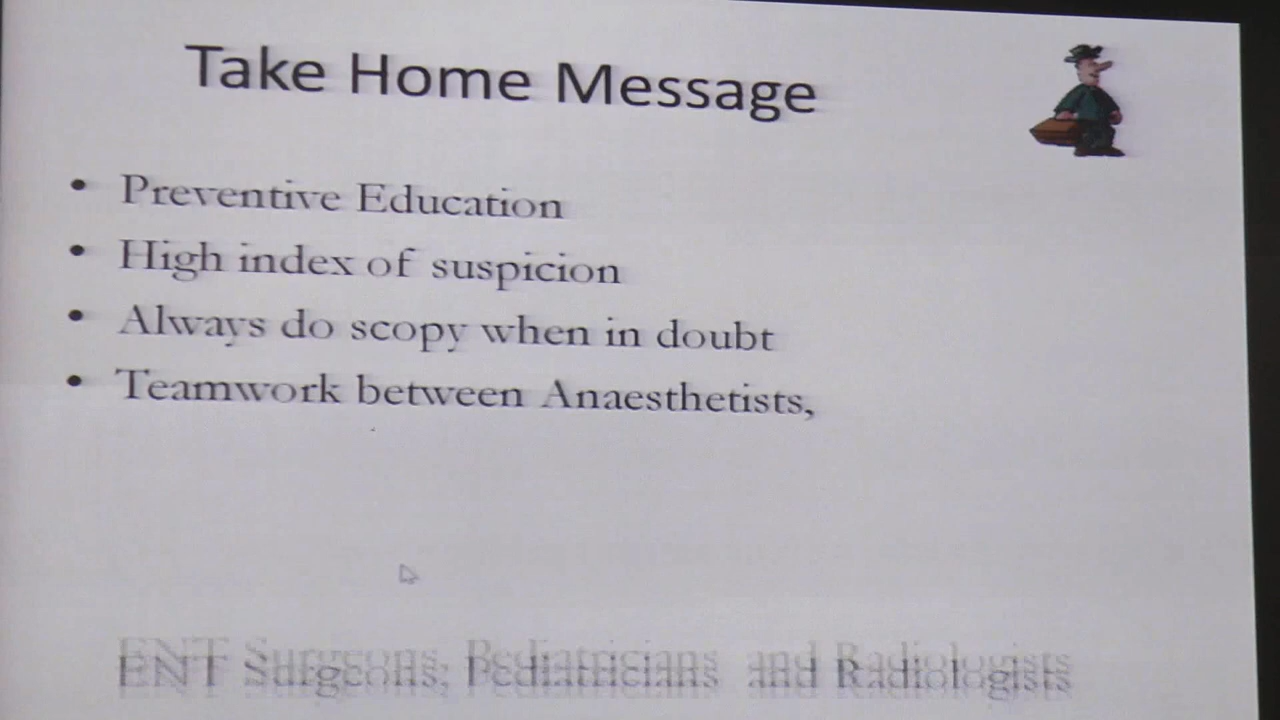 Take Home Message
• Preventive Education
• High index of suspicion
• Always do scopy when in doubt
• Teamwork between Anaesthetists,
ENT Surgeons, Pediatricians and Radiologists